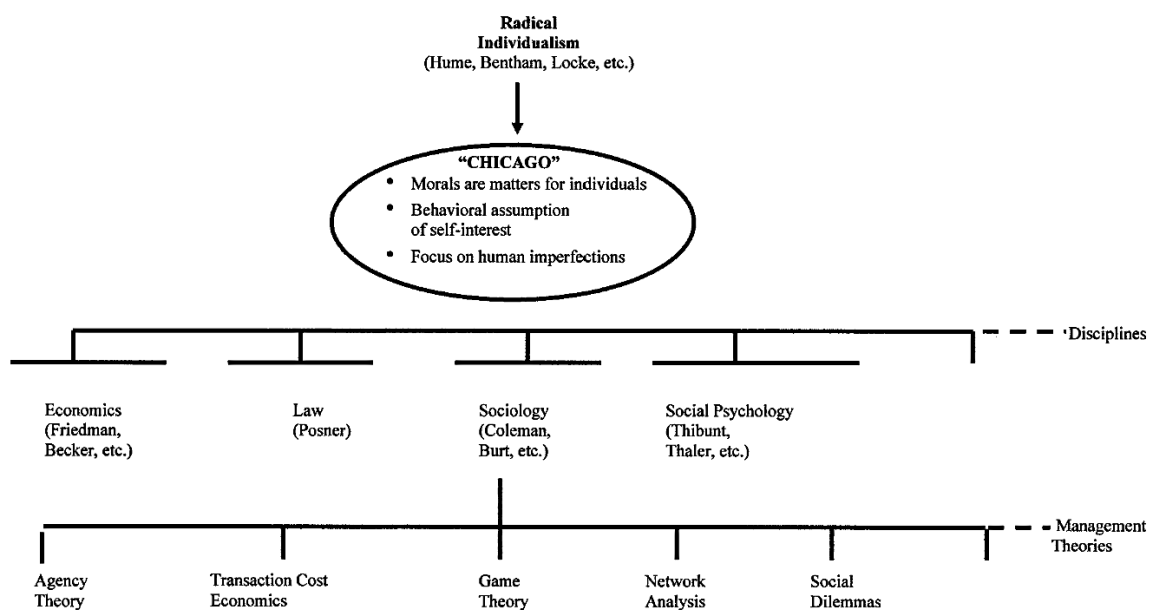 Radical
Individualism
(Hume, Bentham, Locke, etc.)
“CHICAGO”
• Morals are matters for individuals
• Behavioral assumption
of self-interest
• Focus on human imperfections
Disciplines
Economics
(Friedman,
Becker, etc.)
Law
(Posner)
Sociology
(Coleman,
Burt, etc.)
Social Psychology
(Thibunt,
Thaler, etc.)
Management
Theories
Agency
Theory
Transaction Cost
Economics
Game
Theory
Network
Analysis
Social
Dilemmas